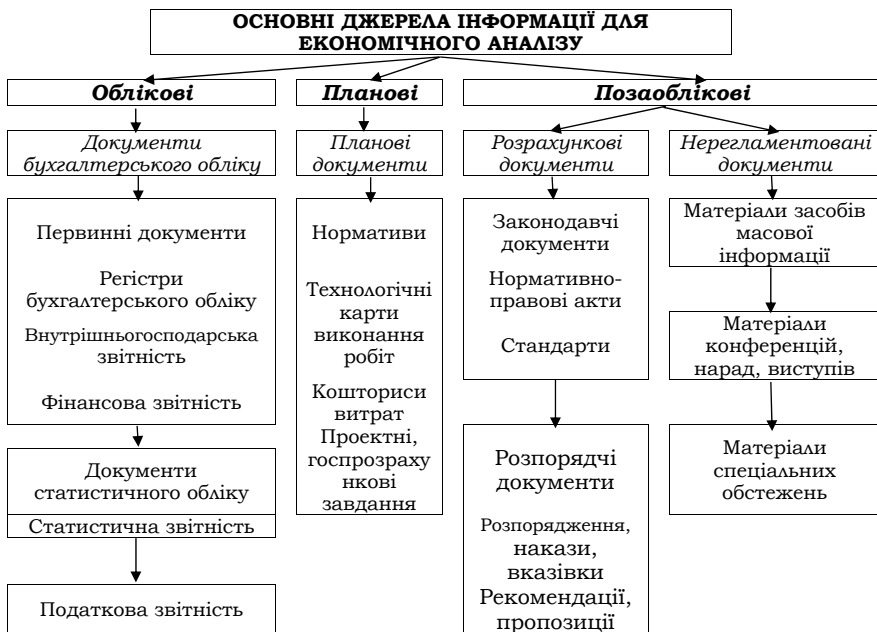 ОСНОВНІ ДЖЕРЕЛА ІНФОРМАЦІЇ ДЛЯ
ЕКОНОМІЧНОГО АНАЛІЗУ
Облікові
Планові
Позаоблікові
Документи
бухгалтерського обліку
Планові
документи
Розрахункові
документи
Нерегламентовані
документи
Первинні документи
Регістри
бухгалтерського обліку
Внутрішньогосподарська
звітність
Фінансова звітність
Документи
статистичного обліку
Статистична звітність
Податкова звітність
Нормативи
Технологічні
карти
виконання
робіт
Кошториси
витрат
Проектні,
госпрозраху
нкові
завдання
Законодавчі
документи
Нормативно-
правові акти
Стандарти
Розпорядчі
документи
Розпорядження,
накази,
вказівки
Рекомендації,
пропозиції
Матеріали засобів
масової
інформації
Матеріали
конференцій,
нарад, виступів
Матеріали
спеціальних
обстежень